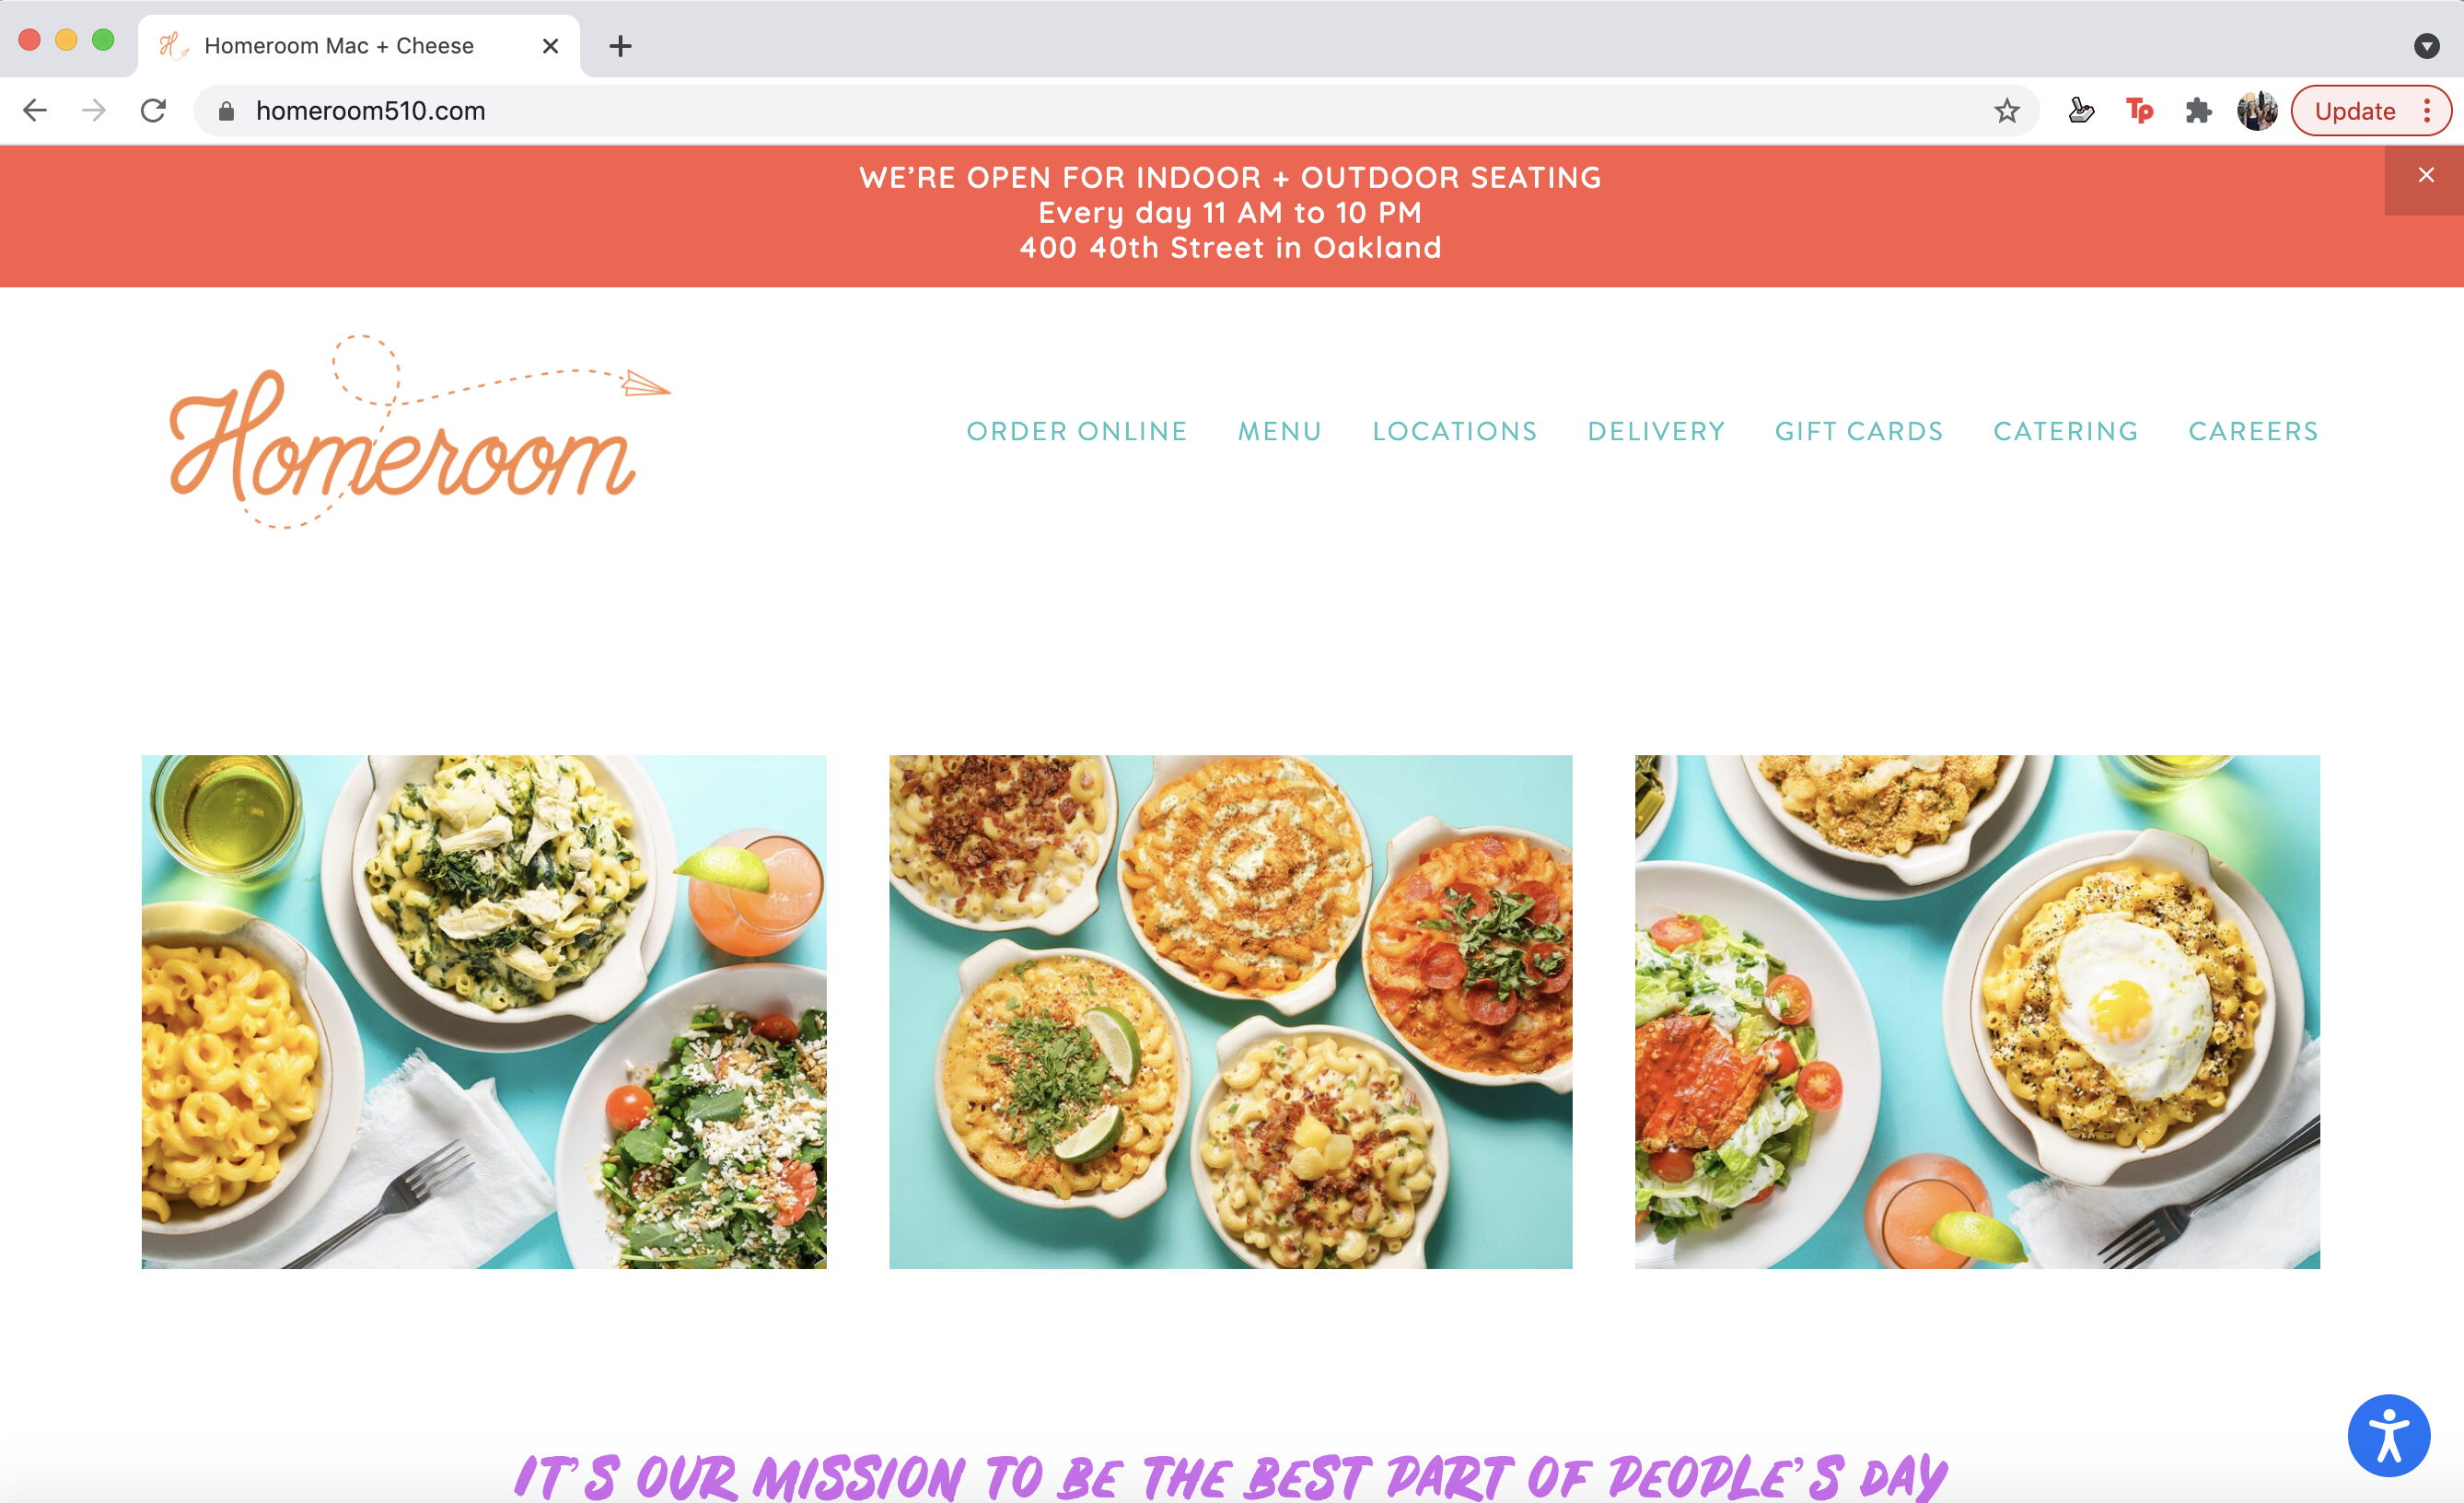 Homeroom Mac + Cheese
homeroom510.com
Tp
Update
WE’RE OPEN FOR INDOOR + OUTDOOR SEATING
Every day 11 AM to 10 PM
400 40th Street in Oakland
Homeroom
ORDER ONLINE MENU LOCATIONS DELIVERY GIFT CARDS CATERING CAREERS
IT’S OUR MISSION TO BE THE BEST PART OF PEOPLE’S DAY